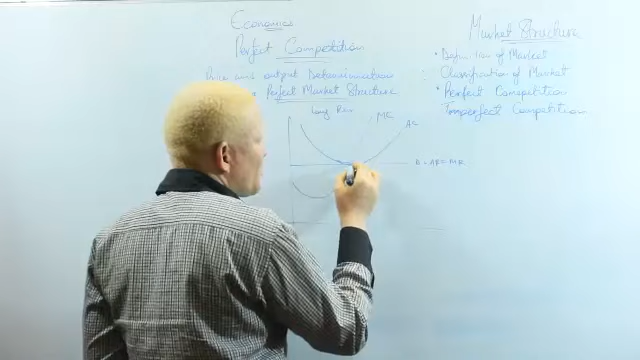 Economics
Perfect Competition
Price and output Determination
Perfect Market Structure
Long Run
MC
AC
D = AR = MR
Market Structure
• Definition of Market
: Classification of Market
• Perfect Competition
Imperfect Competition